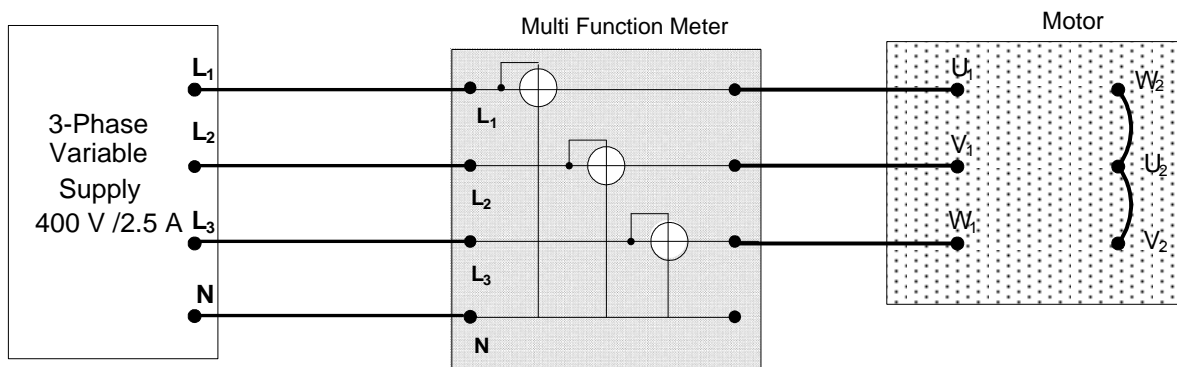 Multi Function Meter
Motor
3-Phase
Variable
Supply
400 V /2.5 A
L₁
L₂
L₃
N
L₁
L₂
L₃
N
U₁
V₁
W₁
W₂
U₂
V₂